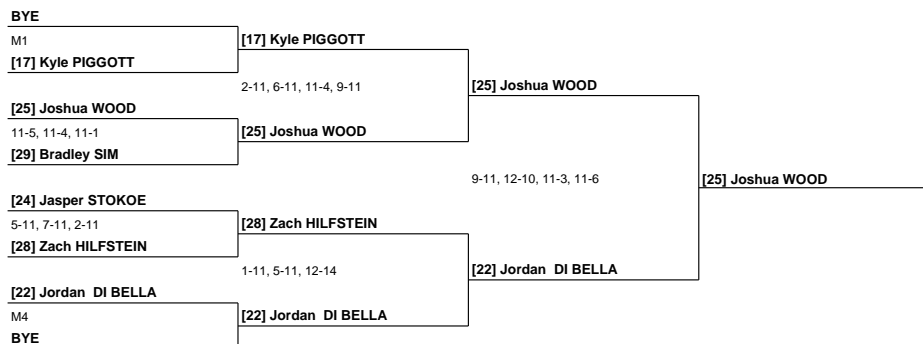 BYE
M1
[17] Kyle PIGGOTT
[17] Kyle PIGGOTT
2-11, 6-11, 11-4, 9-11
[25] Joshua WOOD
11-5, 11-4, 11-1
[29] Bradley SIM
[25] Joshua WOOD
[25] Joshua WOOD
9-11, 12-10, 11-3, 11-6
[25] Joshua WOOD
[24] Jasper STOKOE
5-11, 7-11, 2-11
[28] Zach HILFSTEIN
[28] Zach HILFSTEIN
1-11, 5-11, 12-14
[22] Jordan  DI BELLA
[22] Jordan  DI BELLA
M4
BYE
[22] Jordan  DI BELLA